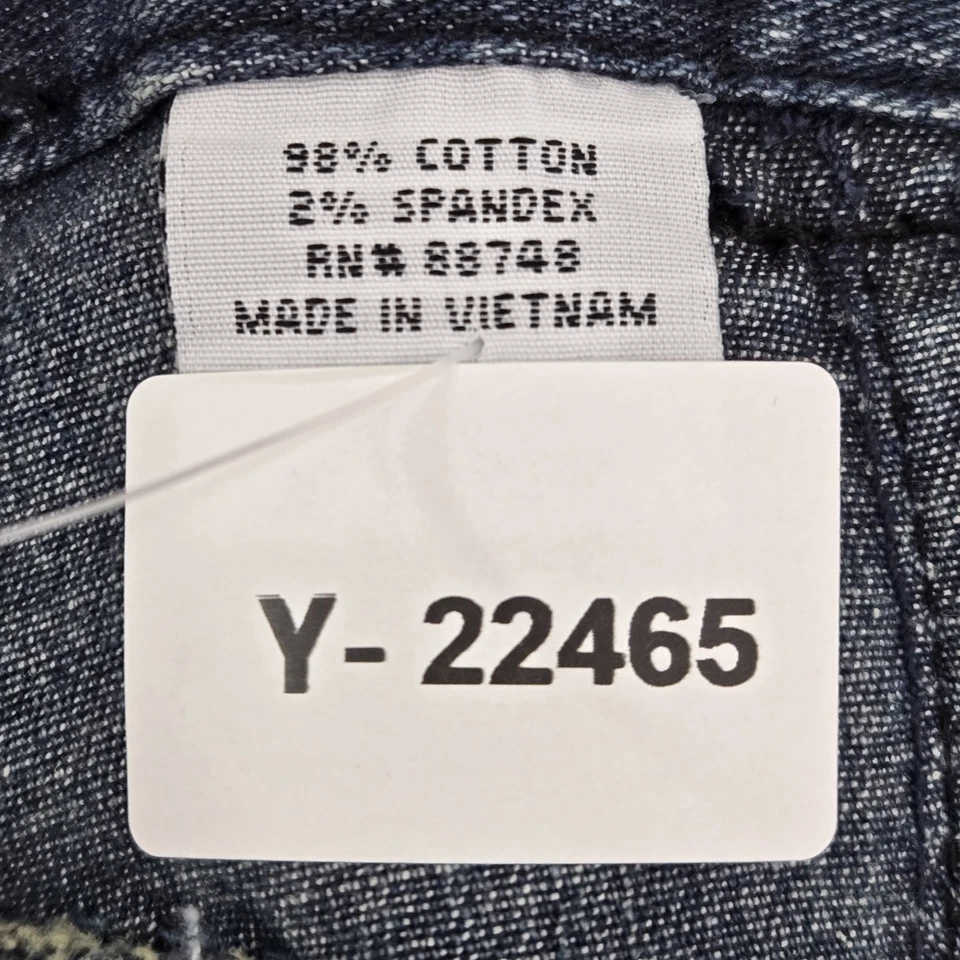 98% COTTON
2% SPANDEX
RN# 88748
MADE IN VIETNAM
Y- 22465